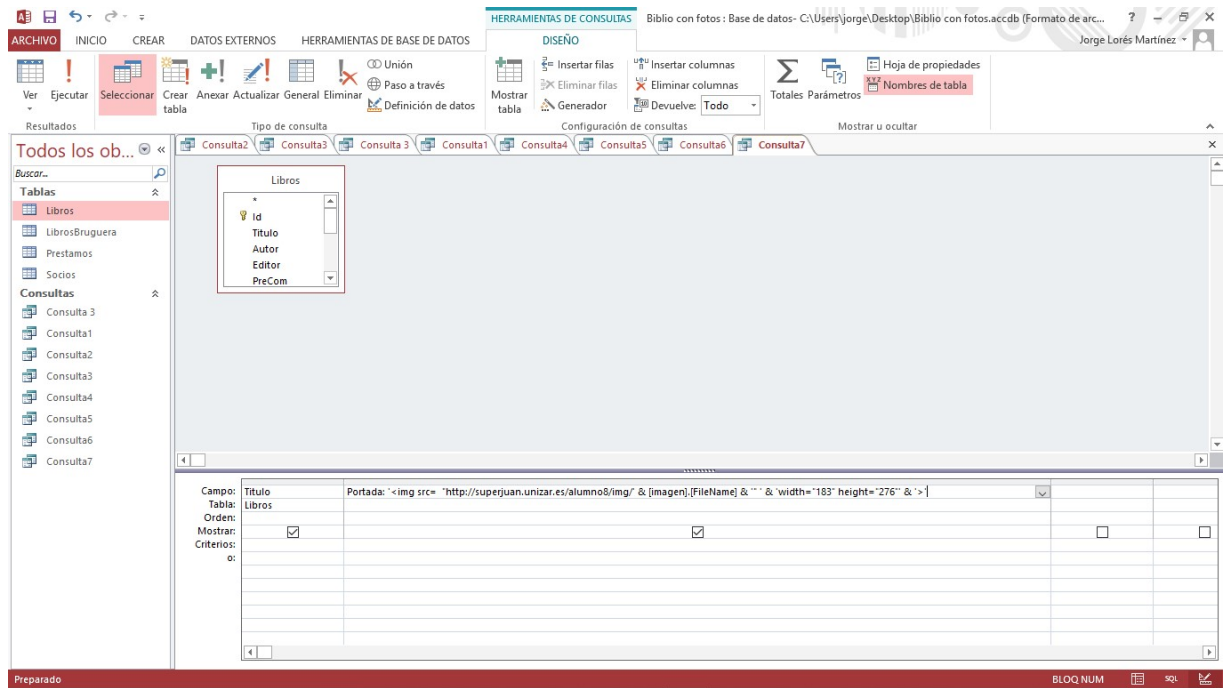 HERRAMIENTAS DE CONSULTAS Biblio con fotos : Base de datos- C:\Users\jorge\Desktop\Biblio con fotos.accdb (Formato de arc... ?
ARCHIVO INICIO CREAR DATOS EXTERNOS HERRAMIENTAS DE BASE DE DATOS DISEÑO Jorge Lorés Martínez
Ver Ejecutar Seleccionar Crear tabla Anexar Actualizar General Eliminar
Unión
Paso a través
Definición de datos
Mostrar tabla
Insertar filas
Eliminar filas
Generador
Insertar columnas
Eliminar columnas
Devuelve: Todo
Totales Parámetros
Hoja de propiedades
Nombres de tabla
Resultados Tipo de consulta Configuración de consultas Mostrar u ocultar
Todos los ob...
Buscar...
Tablas
Libros
LibrosBruguera
Prestamos
Socios
Consultas
Consulta 3
Consulta1
Consulta2
Consulta3
Consulta4
Consulta5
Consulta6
Consulta7
Consulta2 Consulta3 Consulta 3 Consulta1 Consulta4 Consulta5 Consulta6 Consulta7
Libros
*
Id
Titulo
Autor
Editor
PreCom
Campo: Titulo Portada: '<img src= "http://superjuan.unizar.es/alumno8/img/' & [imagen].[FileName] & '" ' & 'width="183" height="276"' & '>'
Tabla: Libros
Orden:
Mostrar:
Criterios:
o:
Preparado BLOQ NUM SQL